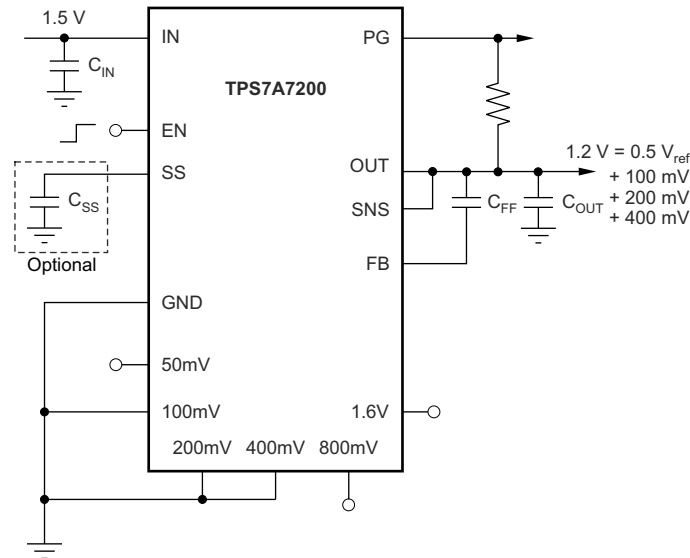 1.5 V
C_IN
IN
PG
TPS7A7200
EN
SS
C_SS
Optional
OUT
SNS
FB
C_FF
C_OUT
1.2 V = 0.5 V_ref
+ 100 mV
+ 200 mV
+ 400 mV
GND
50mV
100mV
1.6V
200mV 400mV 800mV